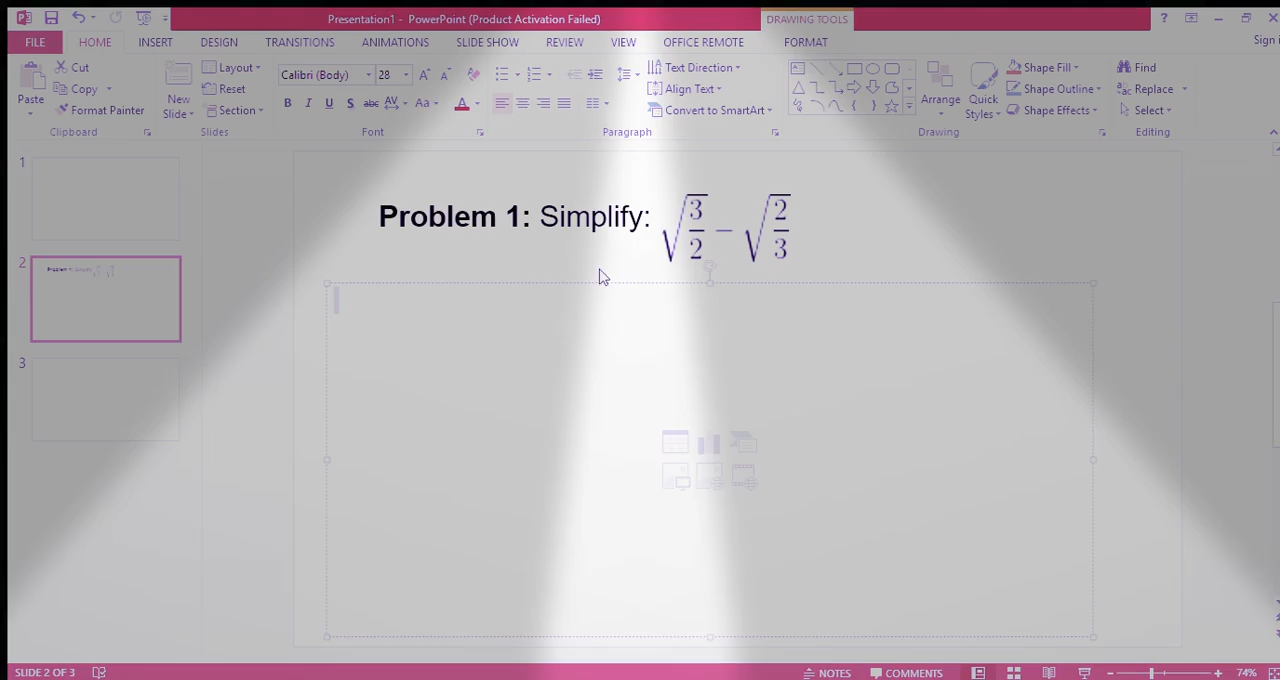 Presentation1 - PowerPoint (Product Activation Failed)
DRAWING TOOLS
?
FILE HOME INSERT DESIGN TRANSITIONS ANIMATIONS SLIDE SHOW REVIEW VIEW OFFICE REMOTE FORMAT Sign i
Paste
Cut
Copy
Format Painter
Clipboard
New
Slide
Layout
Reset
Section
Slides
Calibri (Body) 28
B I U S abc AV Aa A
Font
Text Direction
Align Text
Convert to SmartArt
Paragraph
Arrange
Quick
Styles
Shape Fill
Shape Outline
Shape Effects
Drawing
Find
Replace
Select
Editing
1
2
3
Problem 1: Simplify: √(3/2) − √(2/3)
SLIDE 2 OF 3 NOTES COMMENTS 74%